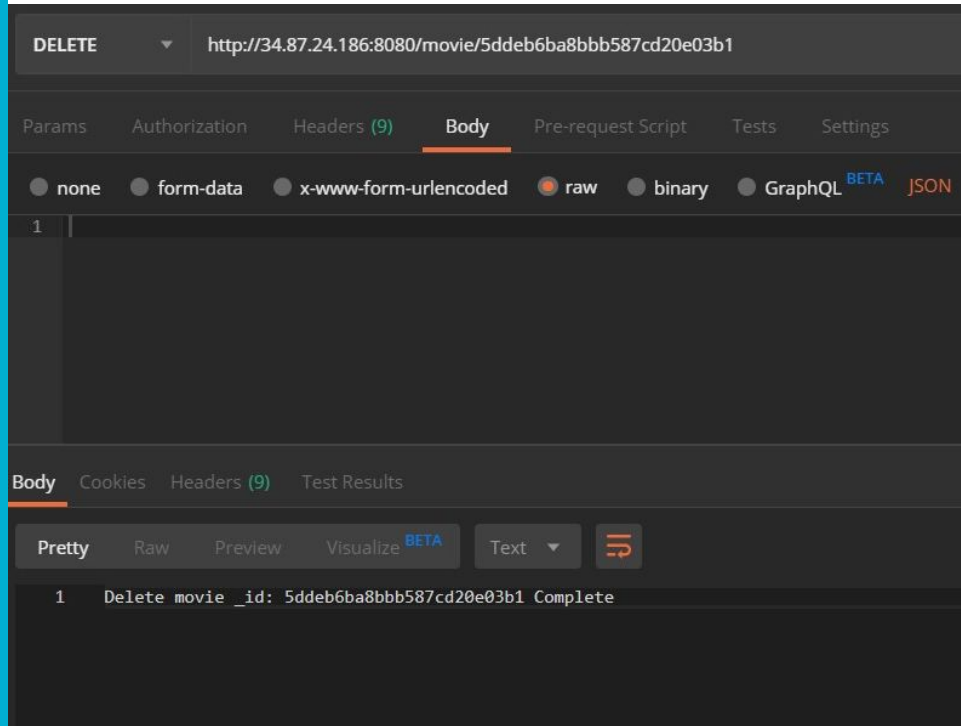 DELETE http://34.87.24.186:8080/movie/5ddeb6ba8bbb587cd20e03b1
Params Authorization Headers (9) Body Pre-request Script Tests Settings
none form-data x-www-form-urlencoded raw binary GraphQL BETA JSON
1
Body Cookies Headers (9) Test Results
Pretty Raw Preview Visualize BETA Text
1 Delete movie _id: 5ddeb6ba8bbb587cd20e03b1 Complete